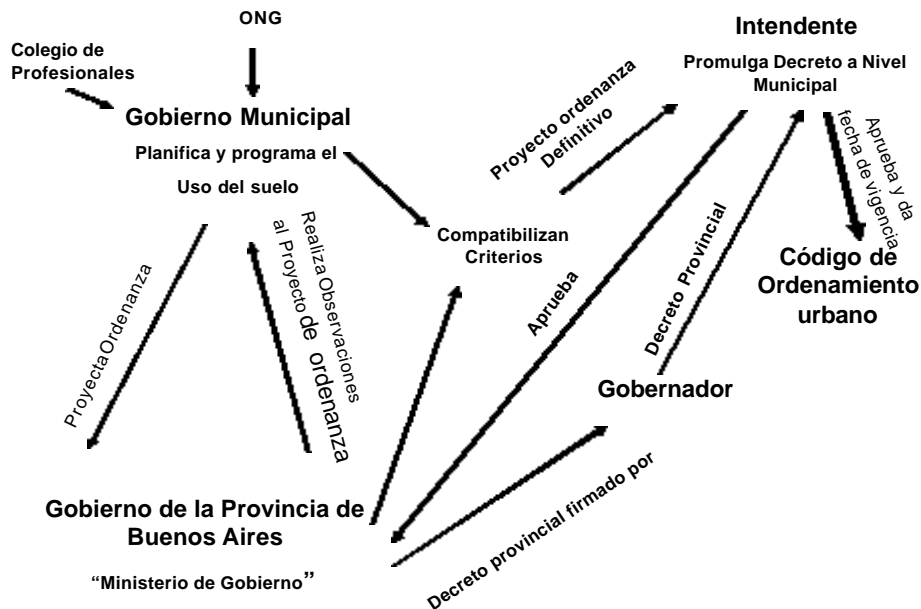 ONG
Colegio de
Profesionales
Gobierno Municipal
Planifica y programa el
Uso del suelo
Intendente
Promulga Decreto a Nivel
Municipal
Proyecto ordenanza
Definitivo
Aprueba y da
fecha de vigencia
Compatibilizan
Criterios
Código de
Ordenamiento
urbano
Proyecta Ordenanza
Realiza Observaciones
al Proyecto de ordenanza
Aprueba
Decreto Provincial
Gobernador
Gobierno de la Provincia de
Buenos Aires
“Ministerio de Gobierno”
Decreto provincial firmado por